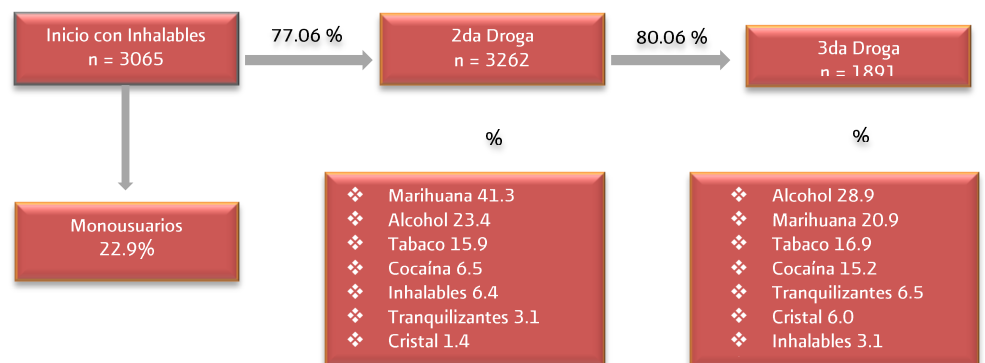 Inicio con Inhalables
n = 3065
77.06 %
2da Droga
n = 3262
80.06 %
3da Droga
n = 1891
Monousuarios
22.9%
%
Marihuana 41.3
Alcohol 23.4
Tabaco 15.9
Cocaína 6.5
Inhalables 6.4
Tranquilizantes 3.1
Cristal 1.4
%
Alcohol 28.9
Marihuana 20.9
Tabaco 16.9
Cocaína 15.2
Tranquilizantes 6.5
Cristal 6.0
Inhalables 3.1